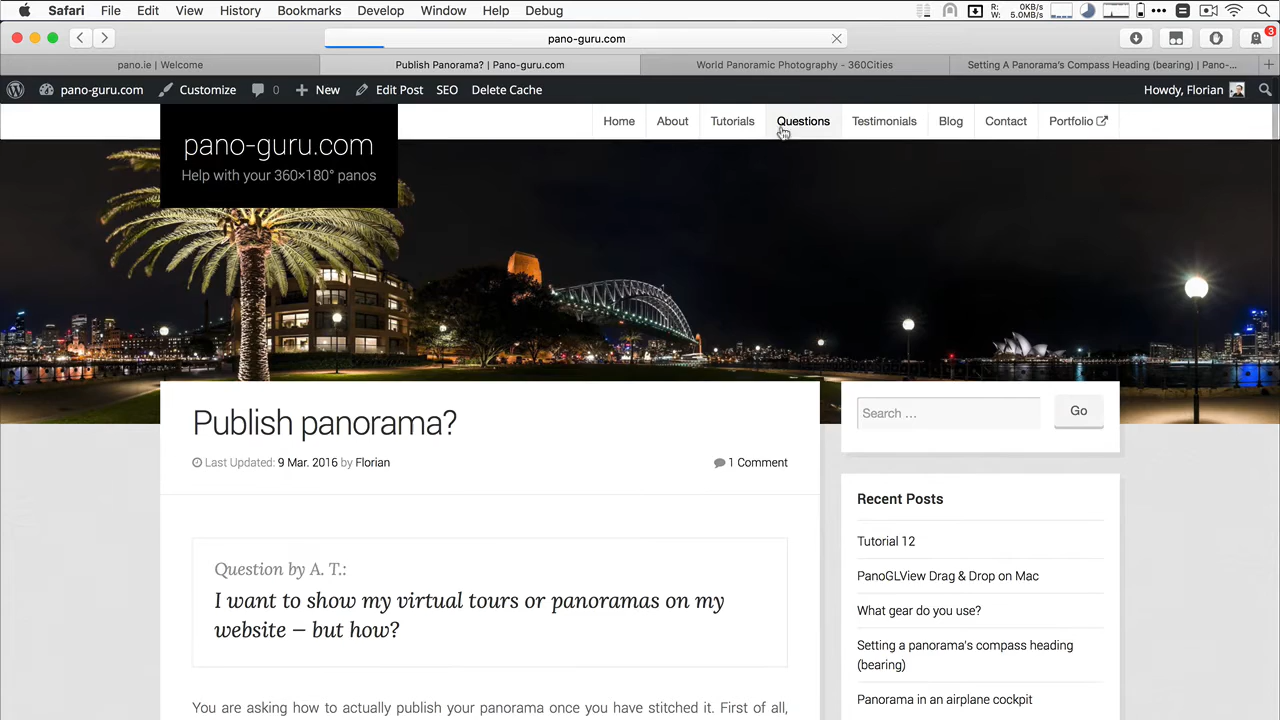 Safari File Edit View History Bookmarks Develop Window Help Debug R: 0KB/s
W: 5.0MB/s
pano-guru.com
3
pano.ie | Welcome
Publish Panorama? | Pano-guru.com
World Panoramic Photography - 360Cities
Setting A Panorama's Compass Heading (bearing) | Pano-...
pano-guru.com Customize 0 New Edit Post SEO Delete Cache Howdy, Florian
Home About Tutorials Questions Testimonials Blog Contact Portfolio
pano-guru.com
Help with your 360×180° panos
Publish panorama?
Last Updated: 9 Mar. 2016 by Florian
1 Comment
Question by A. T.:
I want to show my virtual tours or panoramas on my
website – but how?
You are asking how to actually publish your panorama once you have stitched it. First of all,
Search ...
Go
Recent Posts
Tutorial 12
PanoGLView Drag & Drop on Mac
What gear do you use?
Setting a panorama's compass heading
(bearing)
Panorama in an airplane cockpit